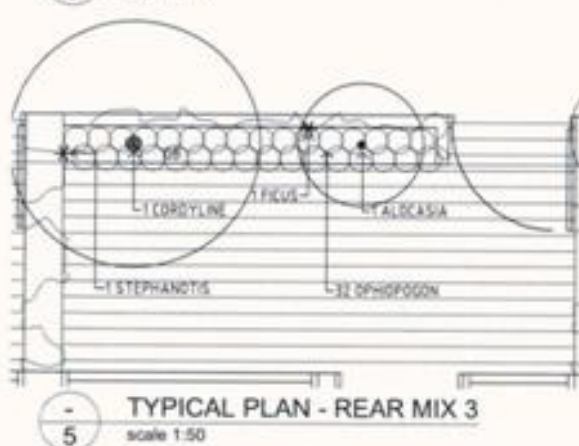 1 CORDYLINE
1 FICUS
1 ALOCASIA
1 STEPHANOTIS
32 OPHIOPOGON
-
5
TYPICAL PLAN - REAR MIX 3
scale 1:50